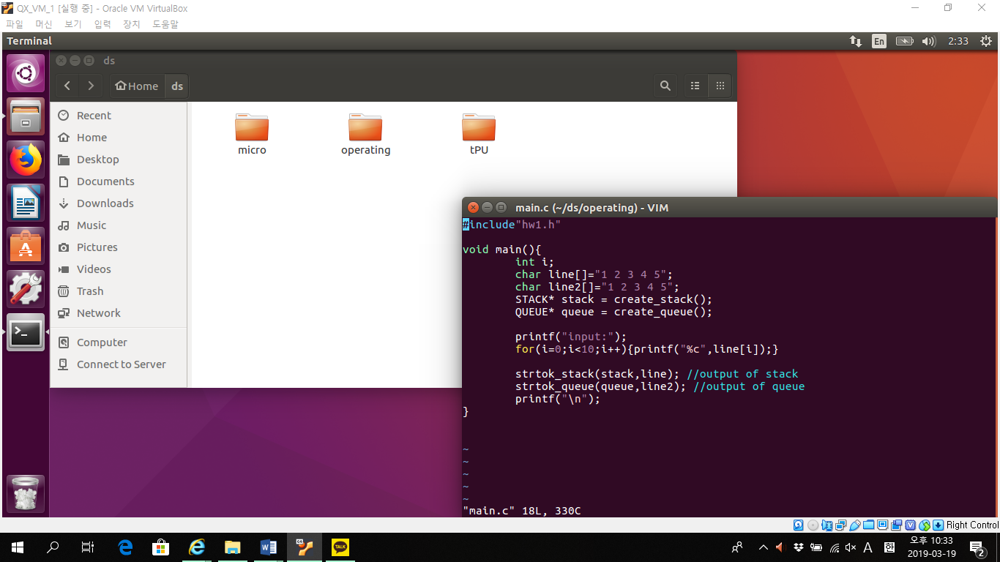 QX_VM_1 [실행 중] - Oracle VM VirtualBox
파일 머신 보기 입력 장치 도움말
Terminal En 2:33
ds
Home ds
Recent
Home
Desktop
Documents
Downloads
Music
Pictures
Videos
Trash
Network
Computer
Connect to Server
micro operating tPU
main.c (~/ds/operating) - VIM
#include"hw1.h"
void main(){
int i;
char line[]="1 2 3 4 5";
char line2[]="1 2 3 4 5";
STACK* stack = create_stack();
QUEUE* queue = create_queue();
printf("input:");
for(i=0;i<10;i++){printf("%c",line[i]);}
strtok_stack(stack,line); //output of stack
strtok_queue(queue,line2); //output of queue
printf("\n");
}
~
~
~
~
~
"main.c" 18L, 330C
Right Control
TALK
A 한 오후 10:33
2019-03-19
2